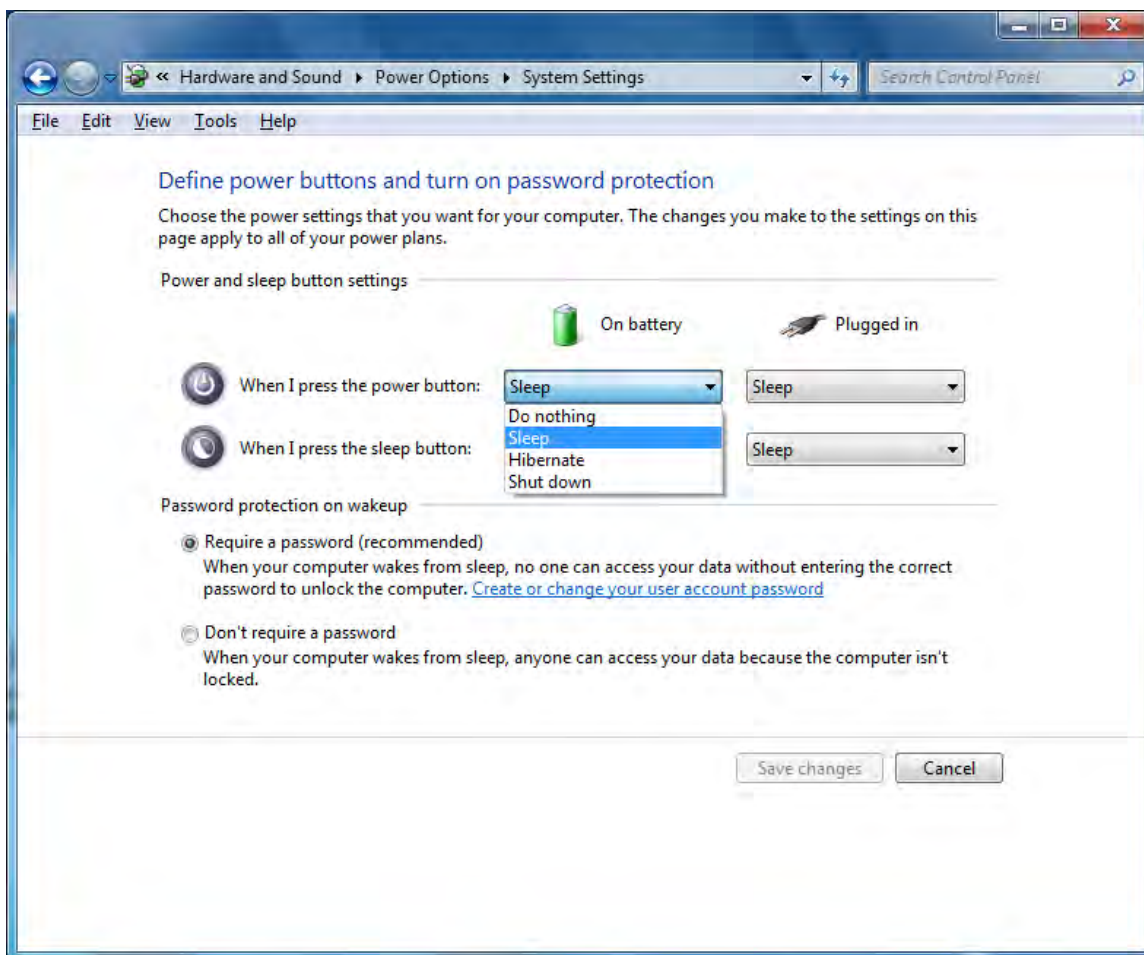 « Hardware and Sound ▸ Power Options ▸ System Settings
Search Control Panel
File Edit View Tools Help
Define power buttons and turn on password protection
Choose the power settings that you want for your computer. The changes you make to the settings on this
page apply to all of your power plans.
Power and sleep button settings
On battery Plugged in
When I press the power button: Sleep Sleep
Do nothing
Sleep
When I press the sleep button: Sleep
Hibernate
Shut down
Password protection on wakeup
Require a password (recommended)
When your computer wakes from sleep, no one can access your data without entering the correct
password to unlock the computer. Create or change your user account password
Don't require a password
When your computer wakes from sleep, anyone can access your data because the computer isn't
locked.
Save changes Cancel